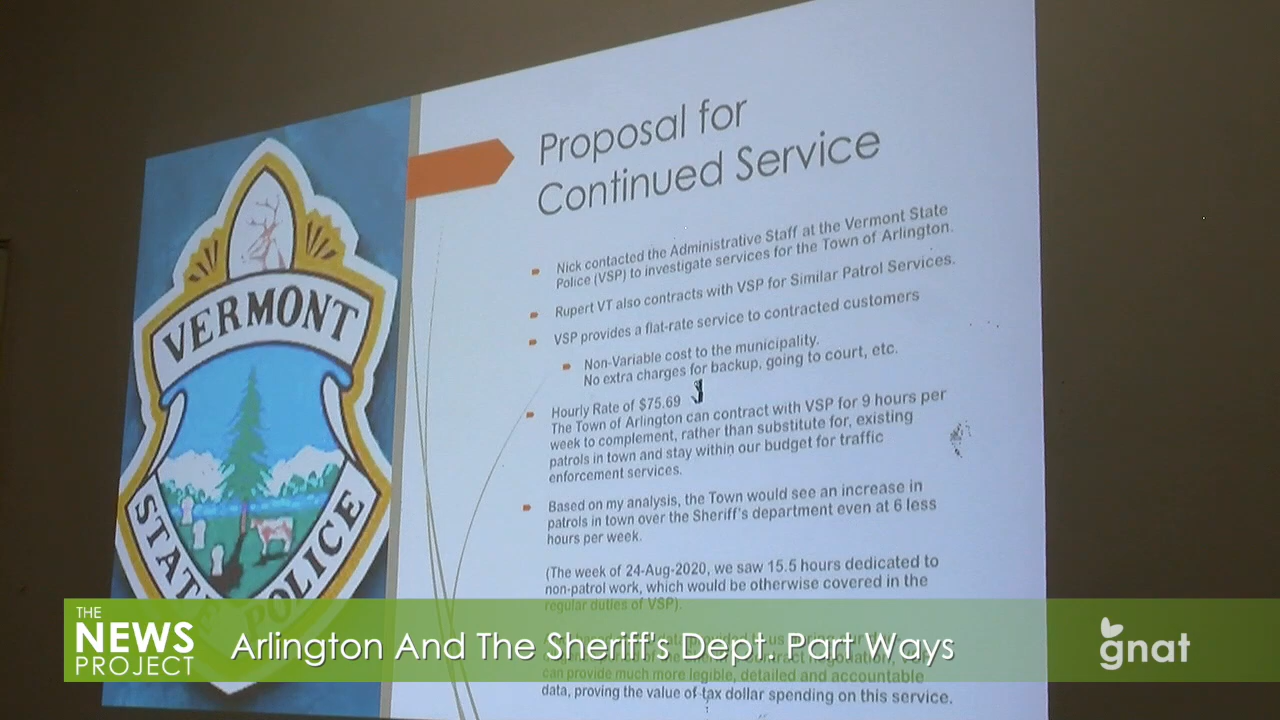 Proposal for
Continued Service
Nick contacted the Administrative Staff at the Vermont State
Police (VSP) to investigate services for the Town of Arlington.
Rupert VT also contracts with VSP for Similar Patrol Services.
VSP provides a flat-rate service to contracted customers
Non-Variable cost to the municipality.
No extra charges for backup, going to court, etc.
Hourly Rate of $75.69
The Town of Arlington can contract with VSP for 9 hours per
week to complement, rather than substitute for, existing
patrols in town and stay within our budget for traffic
enforcement services.
Based on my analysis, the Town would see an increase in
patrols in town over the Sheriff's department even at 6 less
hours per week.
(The week of 24-Aug-2020, we saw 15.5 hours dedicated to
non-patrol work, which would be otherwise covered in the
regular duties of VSP).
can provide much more legible, detailed and accountable
data, proving the value of tax dollar spending on this service.
VERMONT
STATE POLICE
THE
NEWS
PROJECT
Arlington And The Sheriff's Dept. Part Ways
gnat